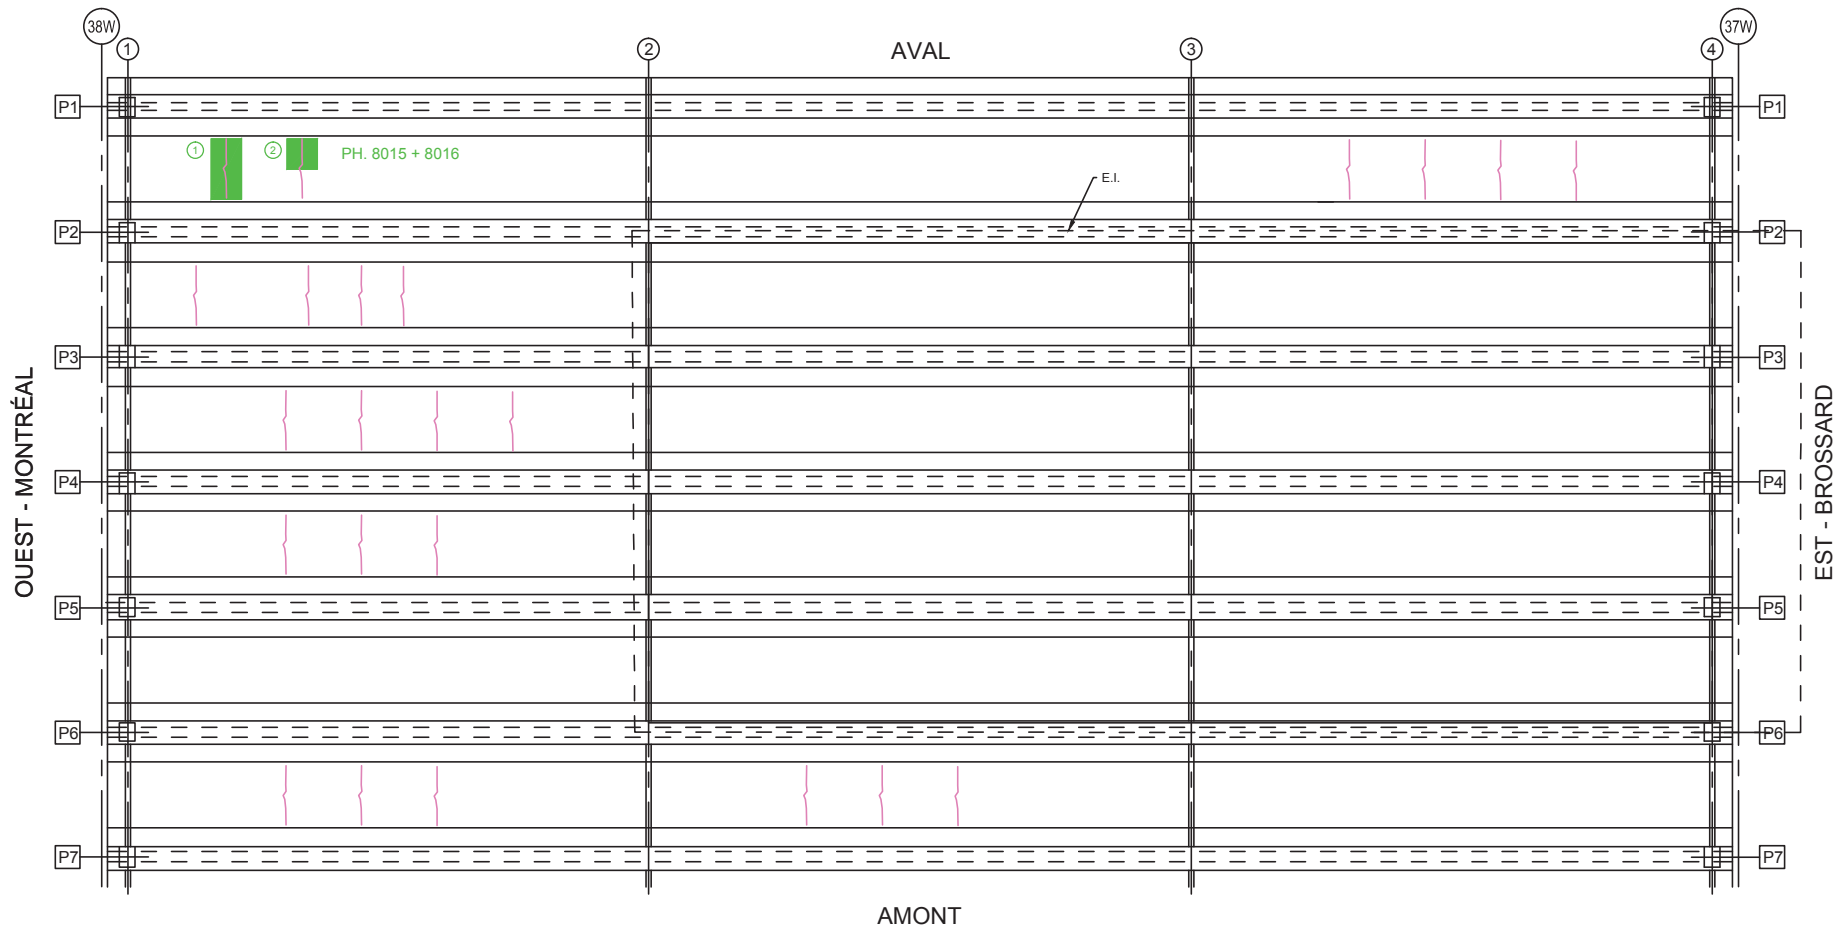 38W
37W
1
2
AVAL
3
4
P1
P1
1
2
PH. 8015 + 8016
E.I.
P2
P2
P3
P3
OUEST - MONTRÉAL
EST - BROSSARD
P4
P4
P5
P5
P6
P6
P7
P7
AMONT